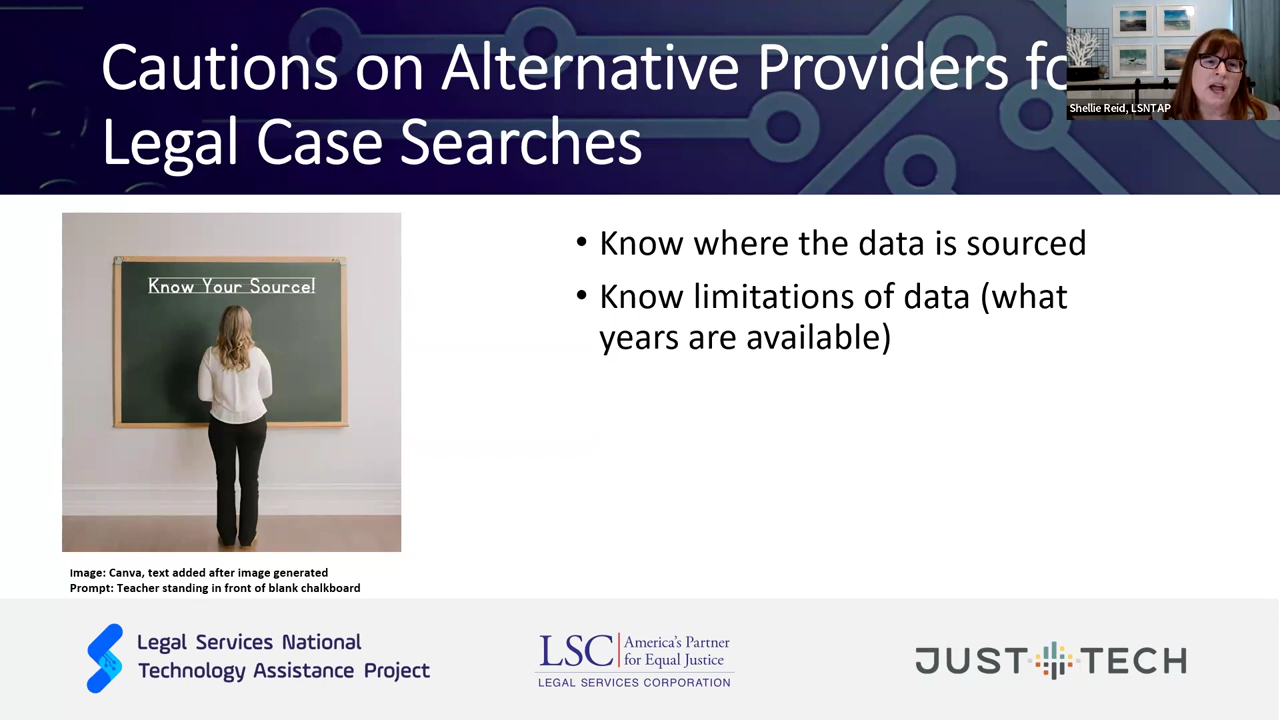 Cautions on Alternative Providers fo
Legal Case Searches
Shellie Reid, LSNTAP
Know Your Source!
• Know where the data is sourced
• Know limitations of data (what
years are available)
Image: Canva, text added after image generated
Prompt: Teacher standing in front of blank chalkboard
Legal Services National
Technology Assistance Project
LSC America's Partner
for Equal Justice
LEGAL SERVICES CORPORATION
JUST TECH